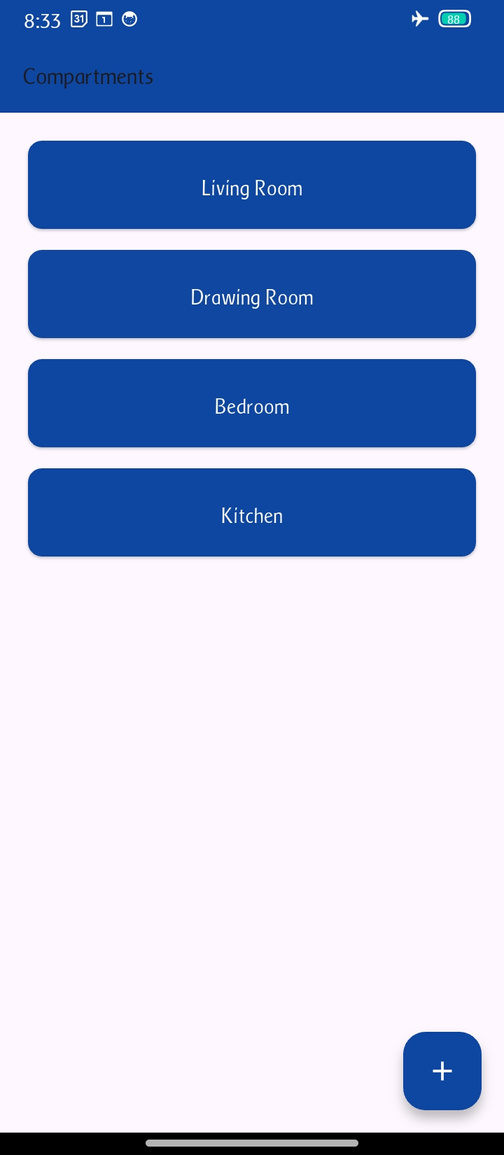 8:33 31 1 88
Compartments
Living Room
Drawing Room
Bedroom
Kitchen
+